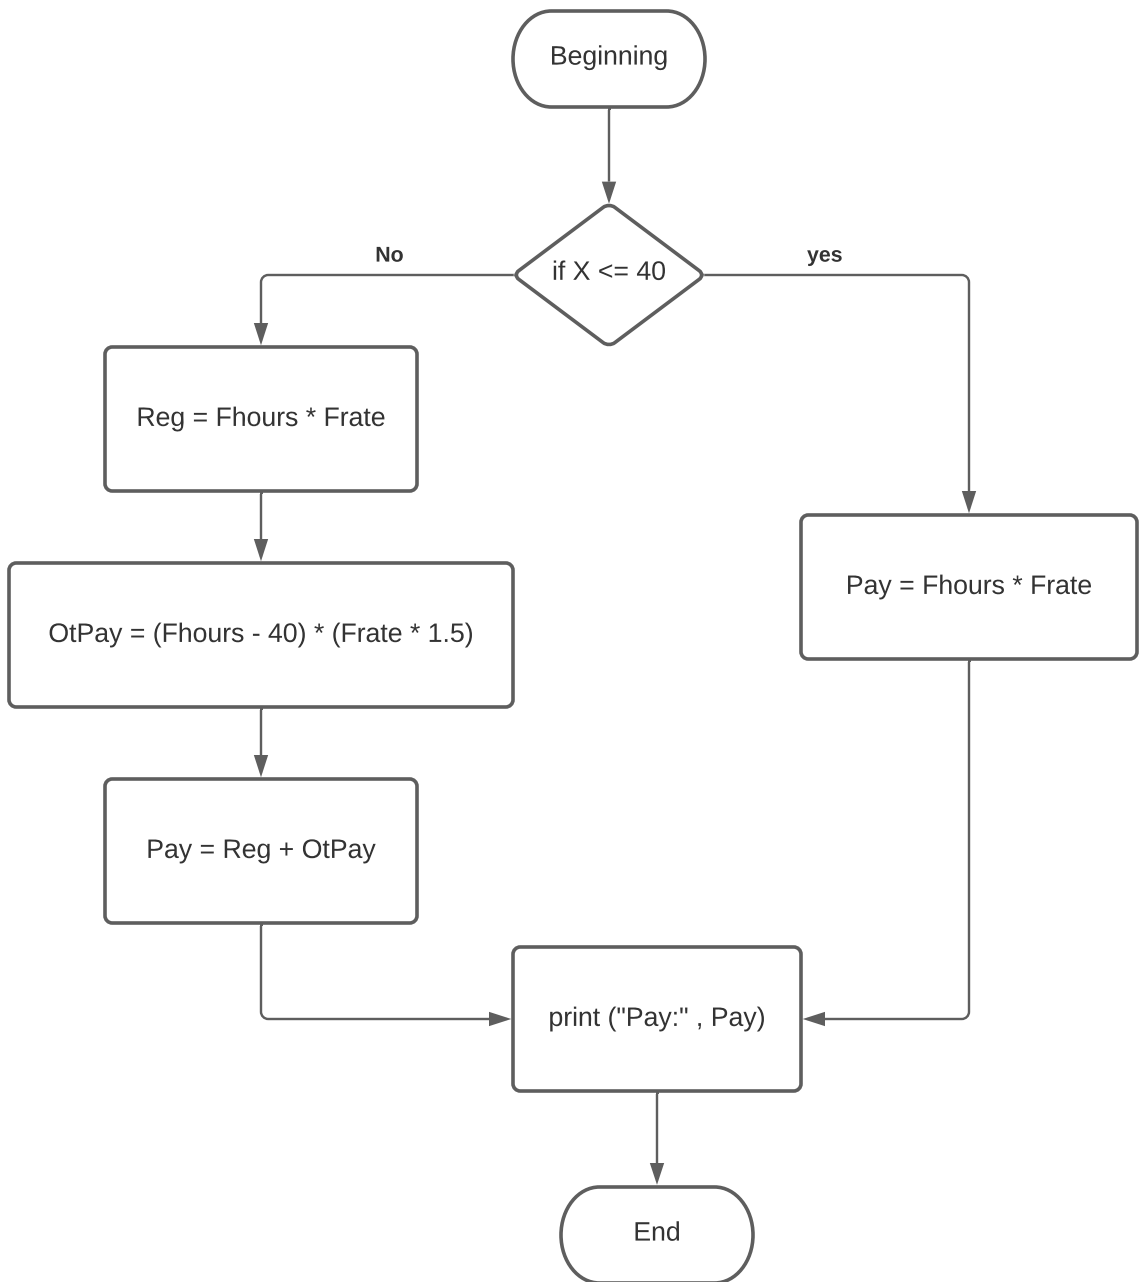 Beginning
if X <= 40
No
yes
Reg = Fhours * Frate
OtPay = (Fhours - 40) * (Frate * 1.5)
Pay = Reg + OtPay
Pay = Fhours * Frate
print ("Pay:" , Pay)
End